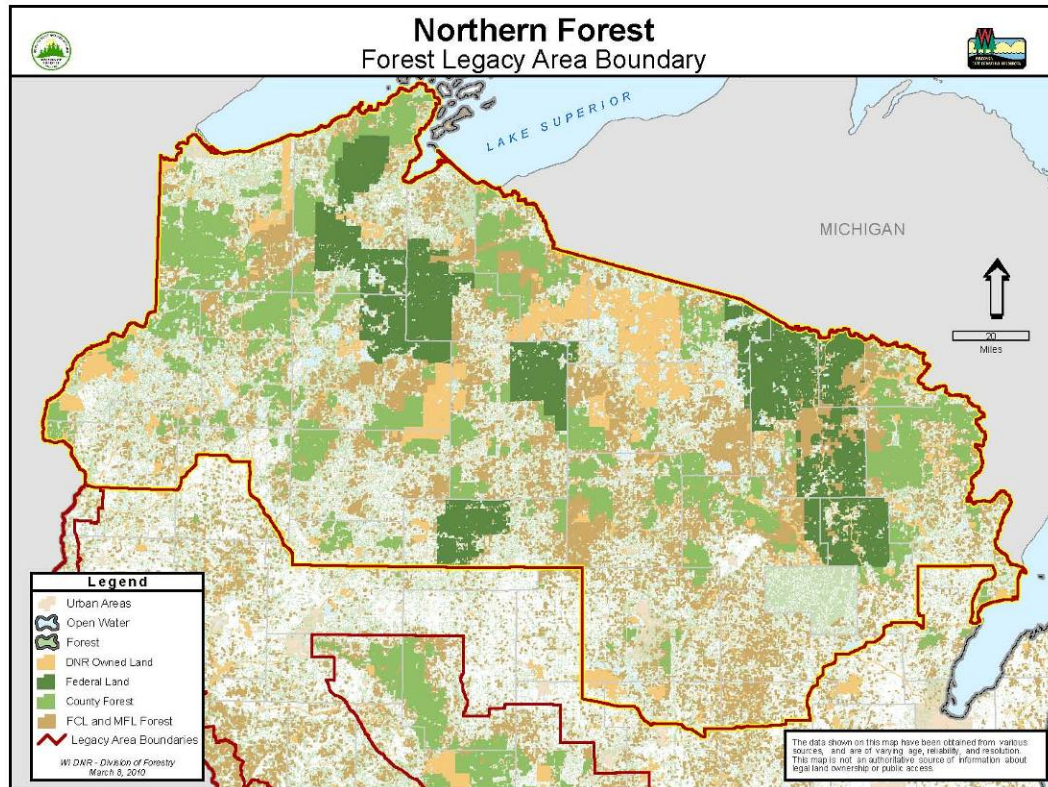 Northern Forest
Forest Legacy Area Boundary
LAKE SUPERIOR
MICHIGAN
20
Miles
Legend
Urban Areas
Open Water
Forest
DNR Owned Land
Federal Land
County Forest
FCL and MFL Forest
Legacy Area Boundaries
WI DNR - Division of Forestry
March 8, 2010
The data shown on this map have been obtained from various
sources, and are of varying age, reliability, and resolution.
This map is not an authoritative source of information about
legal land ownership or public access.